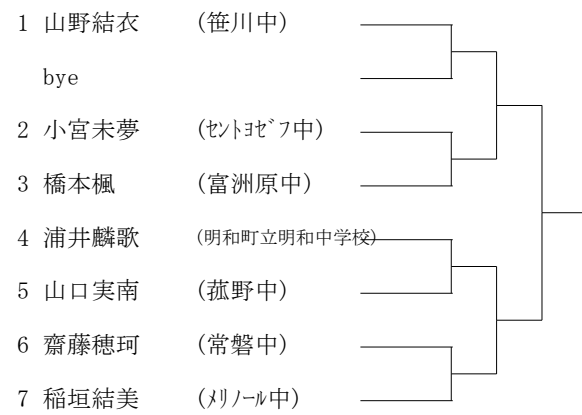 1 山野結衣 (笹川中)
bye
2 小宮未夢 (ｾﾝﾄﾖｾﾞﾌ中)
3 橋本楓 (富洲原中)
4 浦井麟歌 (明和町立明和中学校)
5 山口実南 (菰野中)
6 齋藤穂珂 (常磐中)
7 稲垣結美 (ﾒﾘﾉｰﾙ中)